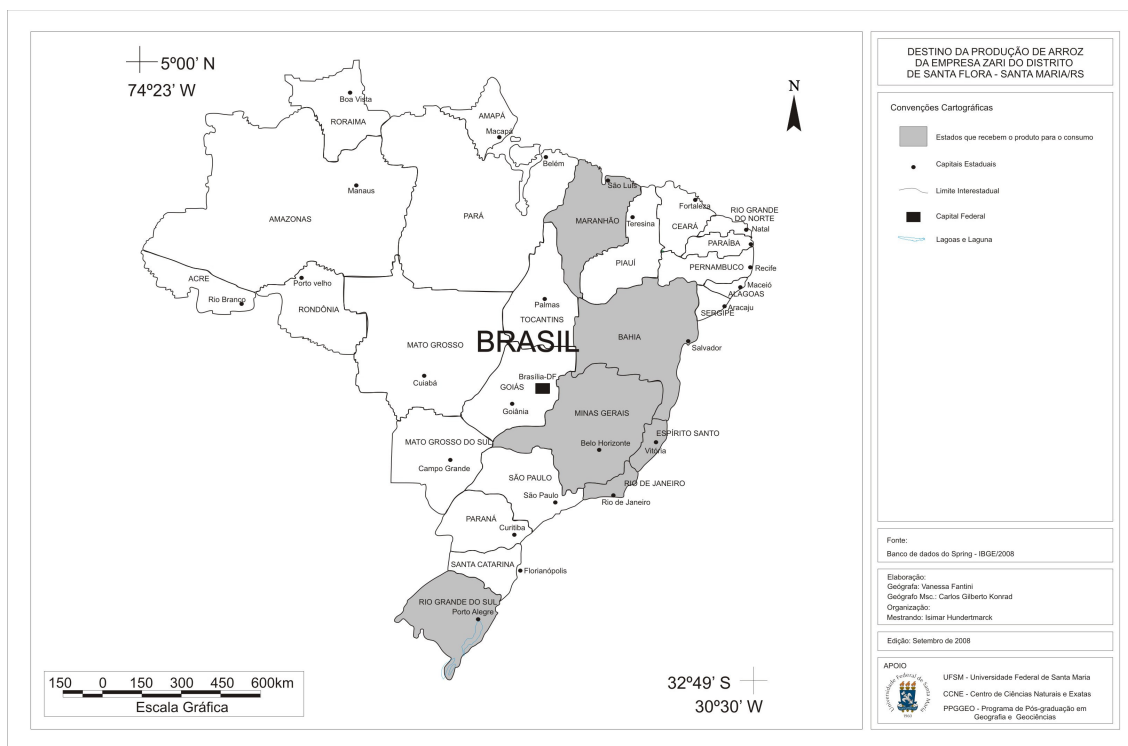 5º00' N
74º23' W
N
Boa Vista
RORAIMA
AMAPÁ
Macapá
Belém
Manaus
AMAZONAS
PARÁ
São Luís
MARANHÃO
Teresina
Fortaleza
CEARÁ
RIO GRANDE
DO NORTE
Natal
PARAÍBA
PIAUÍ
PERNAMBUCO
Recife
Maceió
ALAGOAS
Aracaju
SERGIPE
ACRE
Rio Branco
Porto velho
RONDÔNIA
Palmas
TOCANTINS
MATO GROSSO
BRASIL
BAHIA
Salvador
Cuiabá
Brasília-DF
GOIÁS
Goiânia
MINAS GERAIS
Belo Horizonte
ESPÍRITO SANTO
Vitória
MATO GROSSO DO SUL
Campo Grande
SÃO PAULO
São Paulo
RIO DE JANEIRO
Rio de Janeiro
PARANÁ
Curitiba
SANTA CATARINA
Florianópolis
RIO GRANDE DO SUL
Porto Alegre
150 0 150 300 450 600km
Escala Gráfica
32º49' S
30º30' W
DESTINO DA PRODUÇÃO DE ARROZ
DA EMPRESA ZARI DO DISTRITO
DE SANTA FLORA - SANTA MARIA/RS
Convenções Cartográficas
Estados que recebem o produto para o consumo
Capitais Estaduais
Limite Interestadual
Capital Federal
Lagoas e Laguna
Fonte:
Banco de dados do Spring - IBGE/2008
Elaboração:
Geógrafa: Vanessa Fantini
Geógrafo Msc.: Carlos Gilberto Konrad
Organização:
Mestrando: Isimar Hundertmarck
Edição: Setembro de 2008
APOIO
Universidade Federal de Santa Maria
1960
UFSM - Universidade Federal de Santa Maria
CCNE - Centro de Ciências Naturais e Exatas
PPGGEO - Programa de Pós-graduação em
Geografia e Geociências